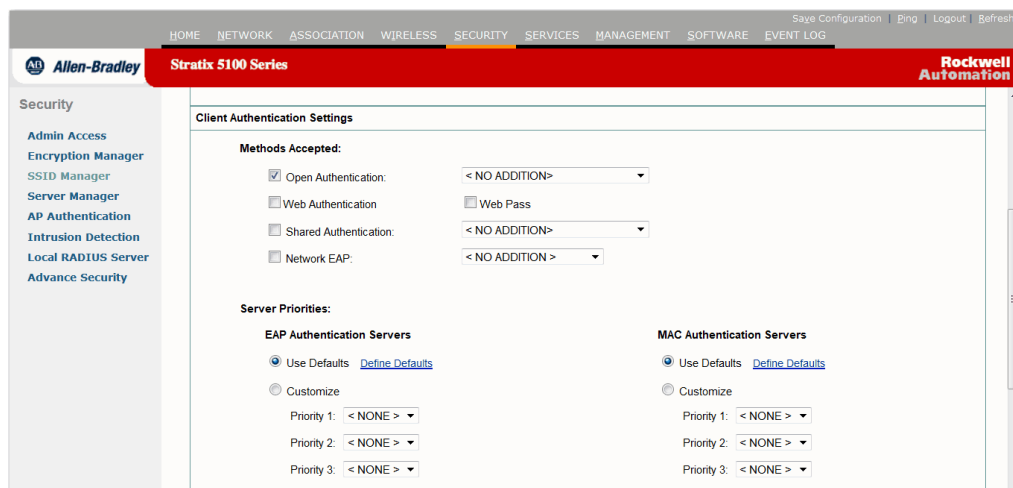 Save Configuration | Ping | Logout | Refresh
HOME NETWORK ASSOCIATION WIRELESS SECURITY SERVICES MANAGEMENT SOFTWARE EVENT LOG
AB Allen-Bradley Stratix 5100 Series Rockwell
Automation
Security
Admin Access
Encryption Manager
SSID Manager
Server Manager
AP Authentication
Intrusion Detection
Local RADIUS Server
Advance Security
Client Authentication Settings
Methods Accepted:
Open Authentication: < NO ADDITION>
Web Authentication Web Pass
Shared Authentication: < NO ADDITION>
Network EAP: < NO ADDITION >
Server Priorities:
EAP Authentication Servers
Use Defaults Define Defaults
Customize
Priority 1: < NONE >
Priority 2: < NONE >
Priority 3: < NONE >
MAC Authentication Servers
Use Defaults Define Defaults
Customize
Priority 1: < NONE >
Priority 2: < NONE >
Priority 3: < NONE >